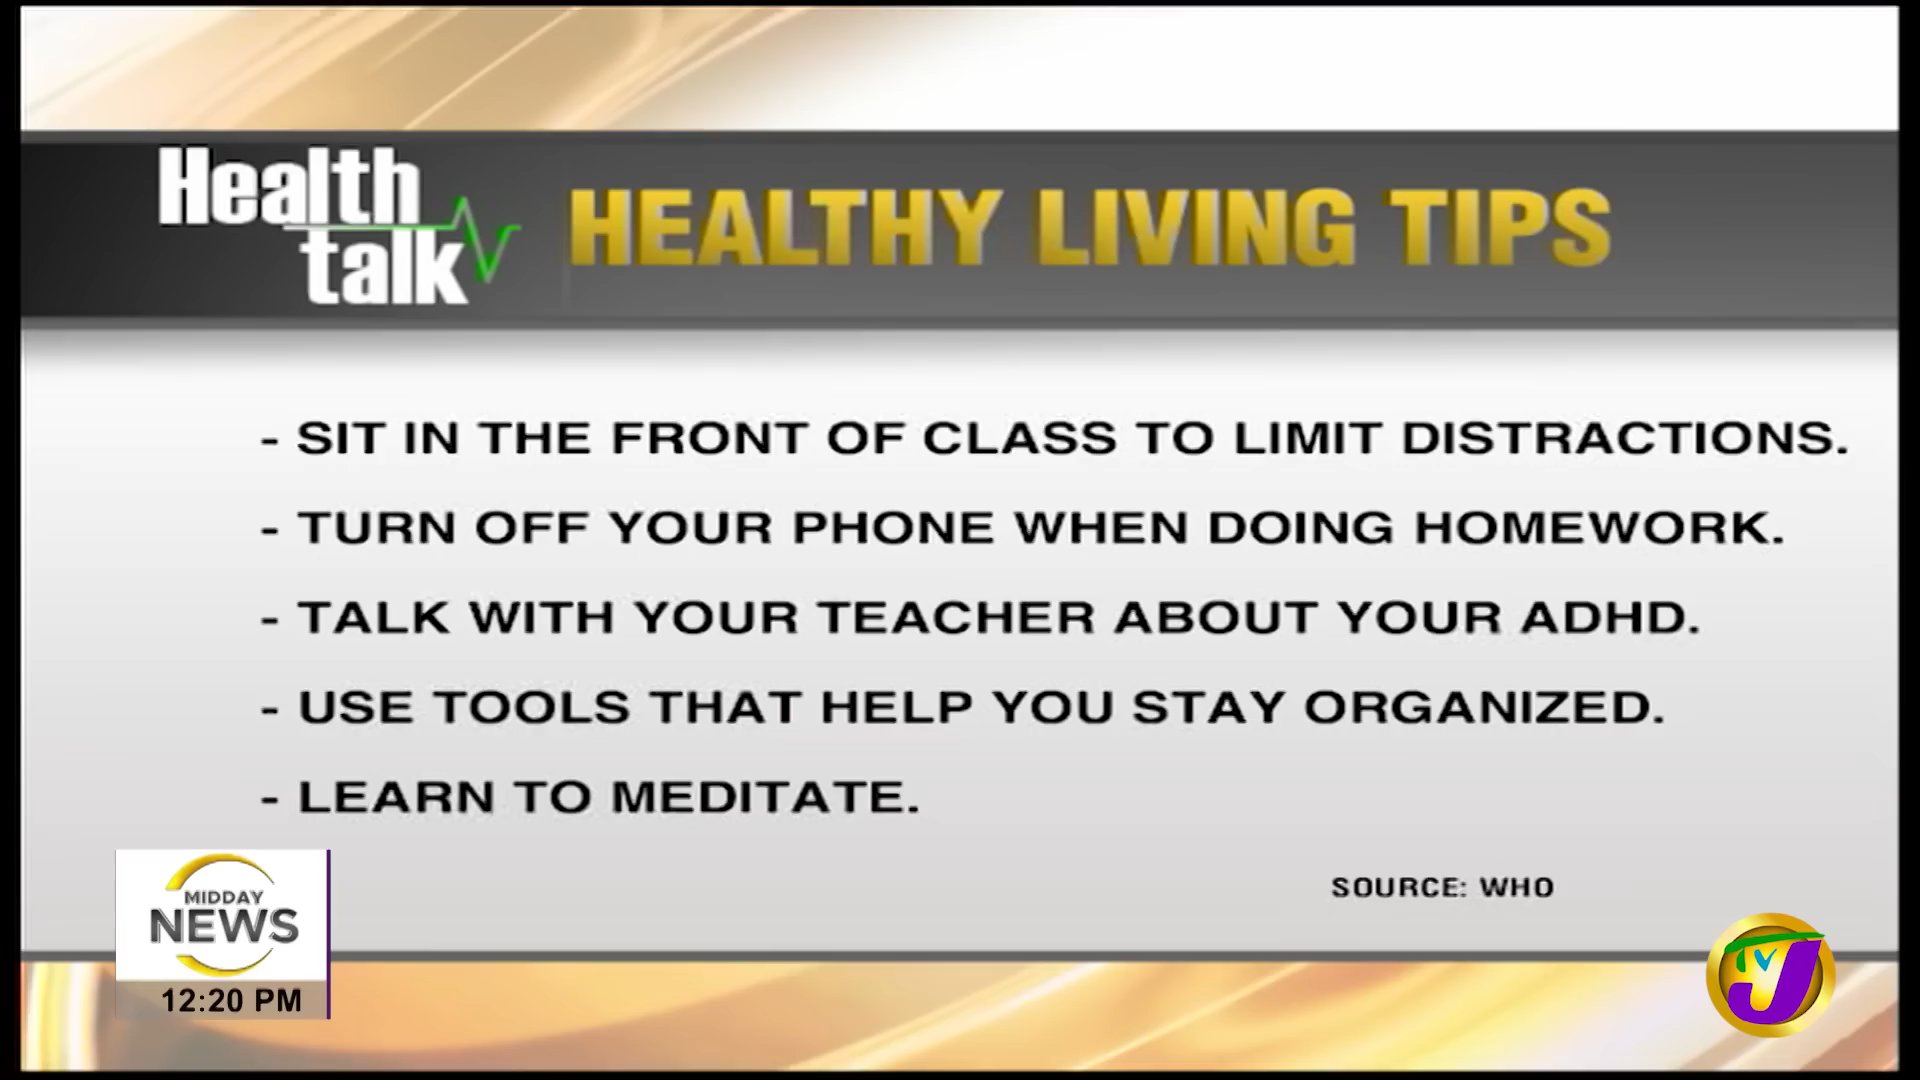 Health
talk
HEALTHY LIVING TIPS
- SIT IN THE FRONT OF CLASS TO LIMIT DISTRACTIONS.
- TURN OFF YOUR PHONE WHEN DOING HOMEWORK.
- TALK WITH YOUR TEACHER ABOUT YOUR ADHD.
- USE TOOLS THAT HELP YOU STAY ORGANIZED.
- LEARN TO MEDITATE.
SOURCE: WHO
MIDDAY
NEWS
12:20 PM
TVJ